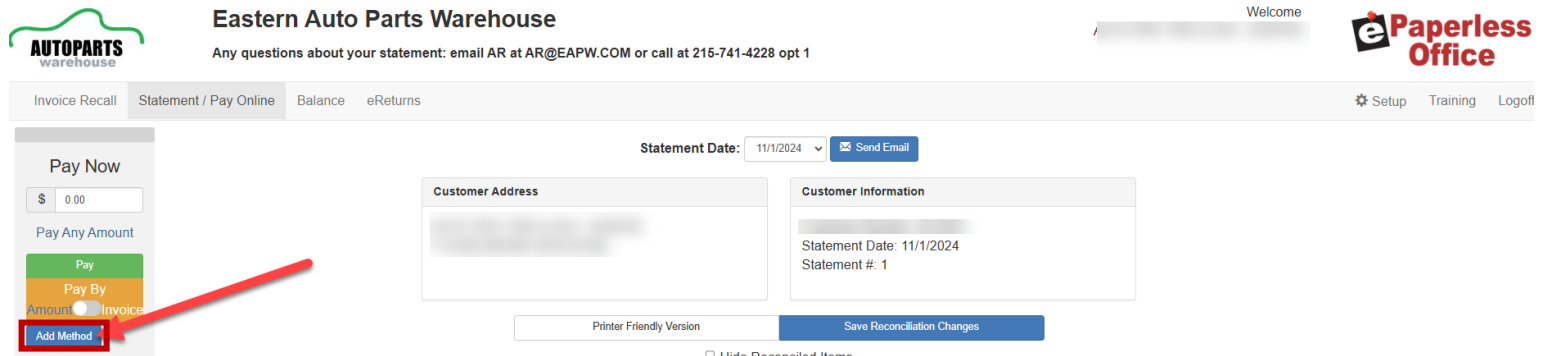 AUTOPARTS
warehouse
Eastern Auto Parts Warehouse
Any questions about your statement: email AR at AR@EAPW.COM or call at 215-741-4228 opt 1
Welcome
ePaperless
Office
Invoice Recall Statement / Pay Online Balance eReturns Setup Training Logoff
Pay Now
$ 0.00
Pay Any Amount
Pay
Pay By
Amount Invoice
Add Method
Statement Date: 11/1/2024 Send Email
Customer Address
Customer Information
Statement Date: 11/1/2024
Statement #: 1
Printer Friendly Version Save Reconciliation Changes
Hide Reconciled Items